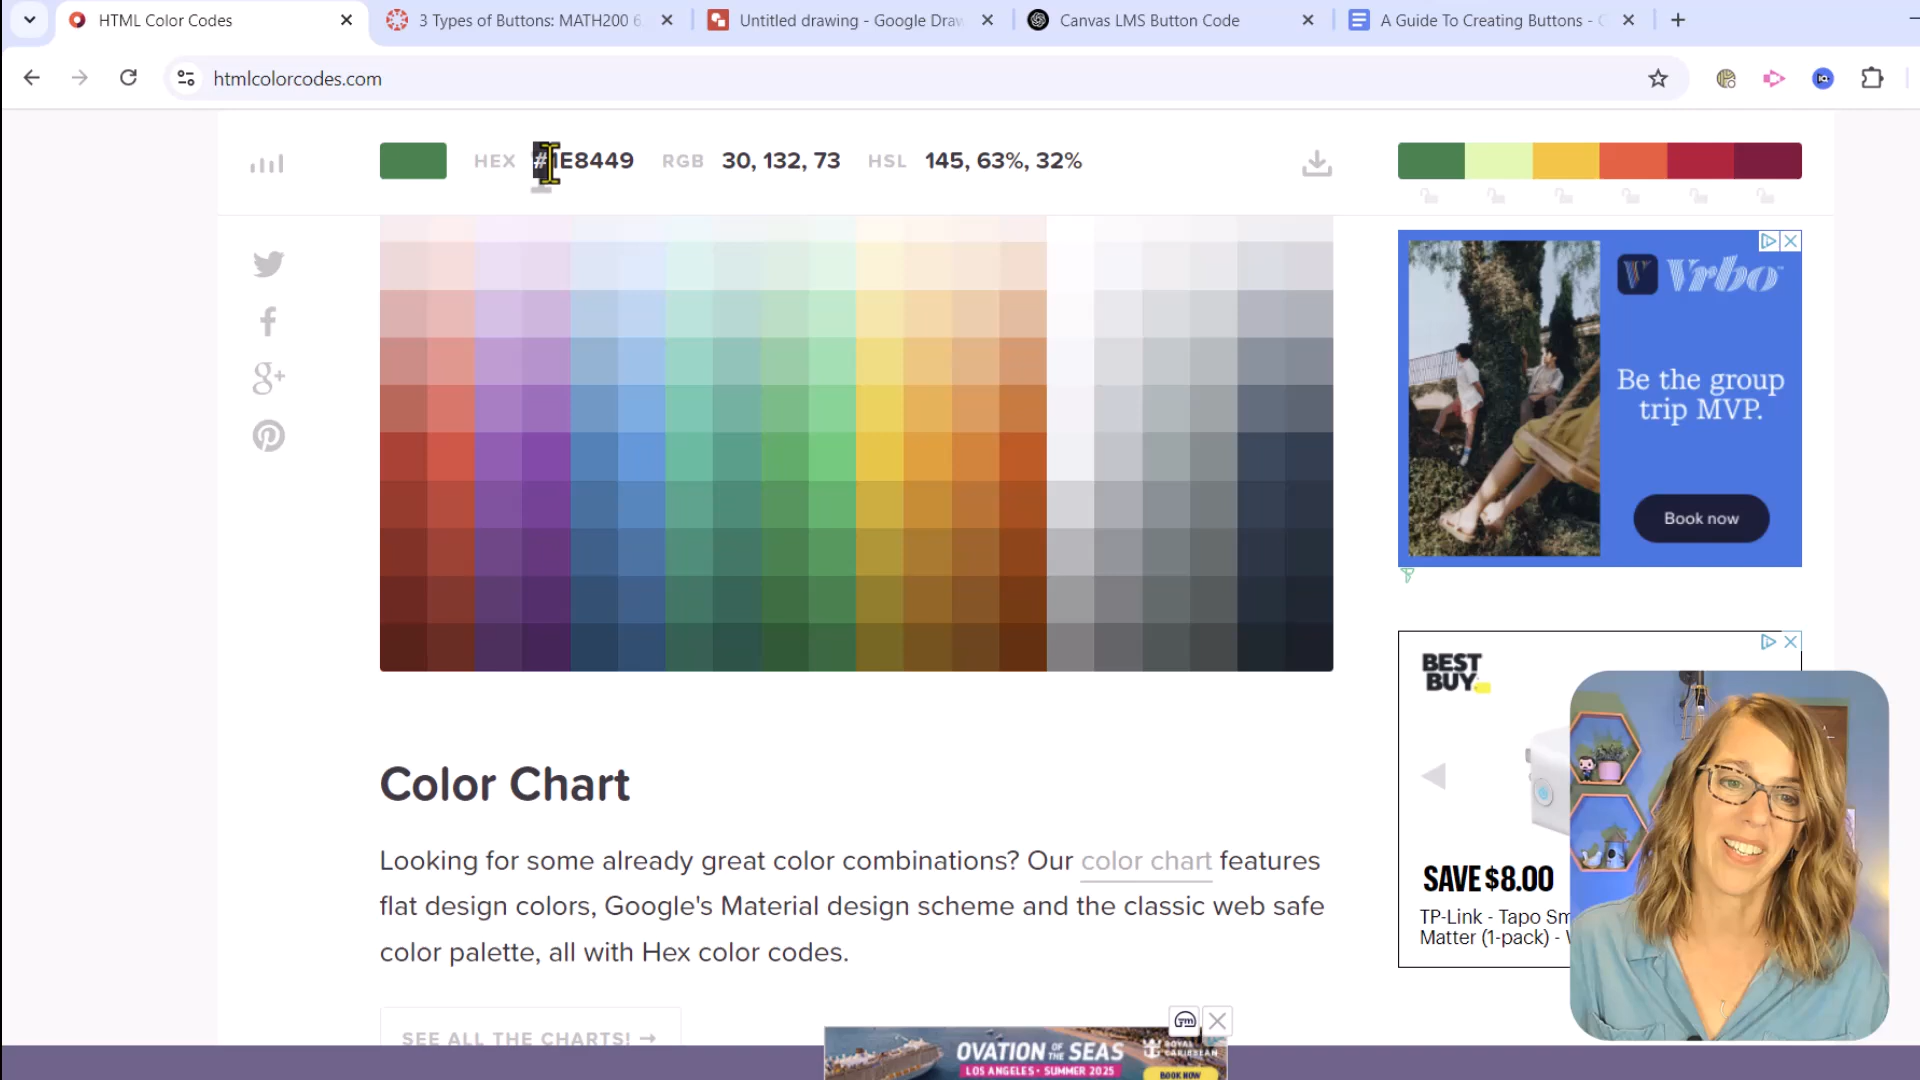 HTML Color Codes
3 Types of Buttons: MATH200 6
Untitled drawing - Google Draw
Canvas LMS Button Code
A Guide To Creating Buttons -
htmlcolorcodes.com
HEX #1E8449 RGB 30, 132, 73 HSL 145, 63%, 32%
Vrbo
Be the group
trip MVP.
Book now
Color Chart
Looking for some already great color combinations? Our color chart features
flat design colors, Google's Material design scheme and the classic web safe
color palette, all with Hex color codes.
SEE ALL THE CHARTS! →
BEST
BUY
SAVE $8.00
TP-Link - Tapo Sm
Matter (1-pack) -
OVATION OF THE SEAS
LOS ANGELES • SUMMER 2025
ROYAL
CARIBBEAN
BOOK NOW